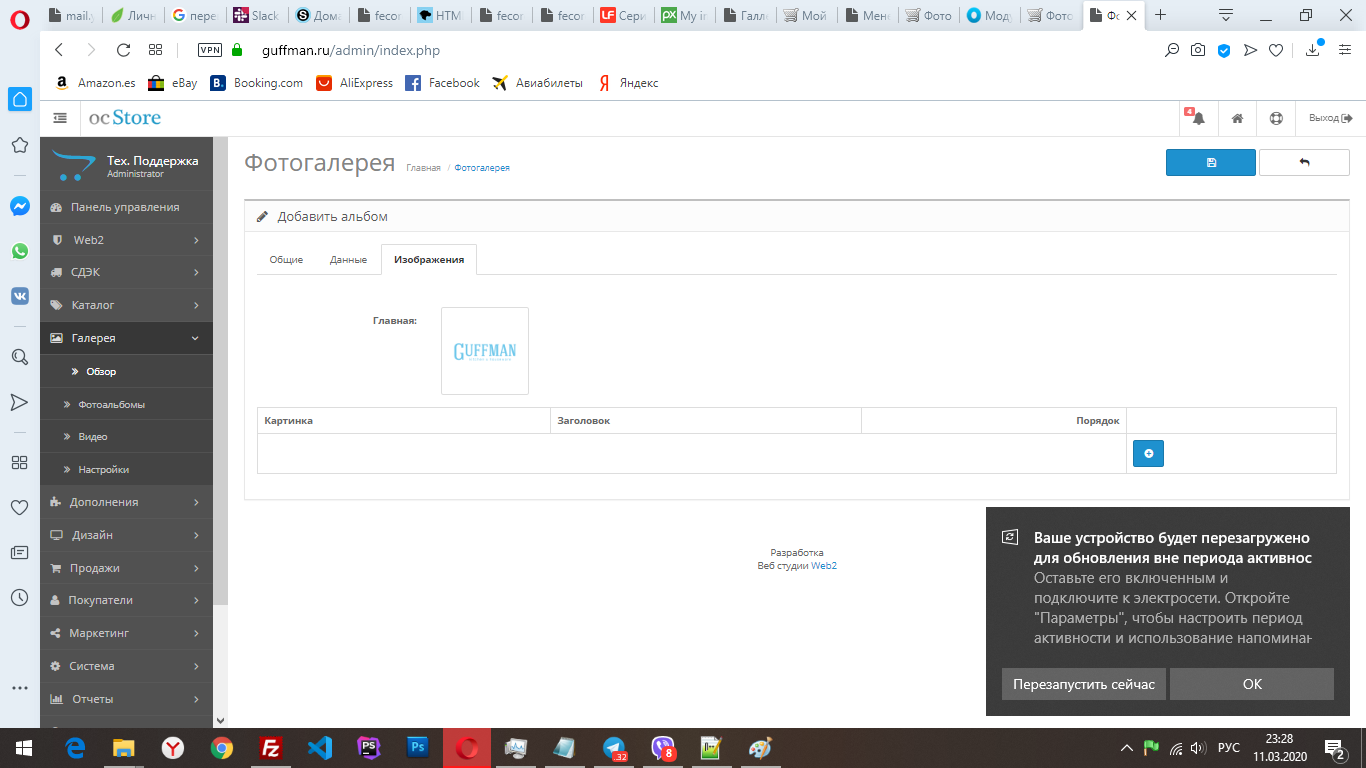 mail.y
Личн
пере
Slack
Дома
fecor
HTMl
fecor
fecor
Сери
My ir
Галл
Мой
Мене
Фото
Моду
Фото
Фо
VPN
guffman.ru/admin/index.php
Amazon.es
eBay
Booking.com
AliExpress
Facebook
Авиабилеты
Яндекс
ocStore
4
Выход
Тех. Поддержка
Administrator
Панель управления
Web2
СДЭК
Каталог
Галерея
Обзор
Фотоальбомы
Видео
Настройки
Дополнения
Дизайн
Продажи
Покупатели
Маркетинг
Система
Отчеты
Фотогалерея
Главная / Фотогалерея
Добавить альбом
Общие
Данные
Изображения
Главная:
GUFFMAN
Картинка
Заголовок
Порядок
Разработка
Веб студии Web2
Ваше устройство будет перезагружено
для обновления вне периода активнос
Оставьте его включенным и
подключите к электросети. Откройте
"Параметры", чтобы настроить период
активности и использование напоминан
Перезапустить сейчас
ОК
32
8
РУС
23:28
11.03.2020
2